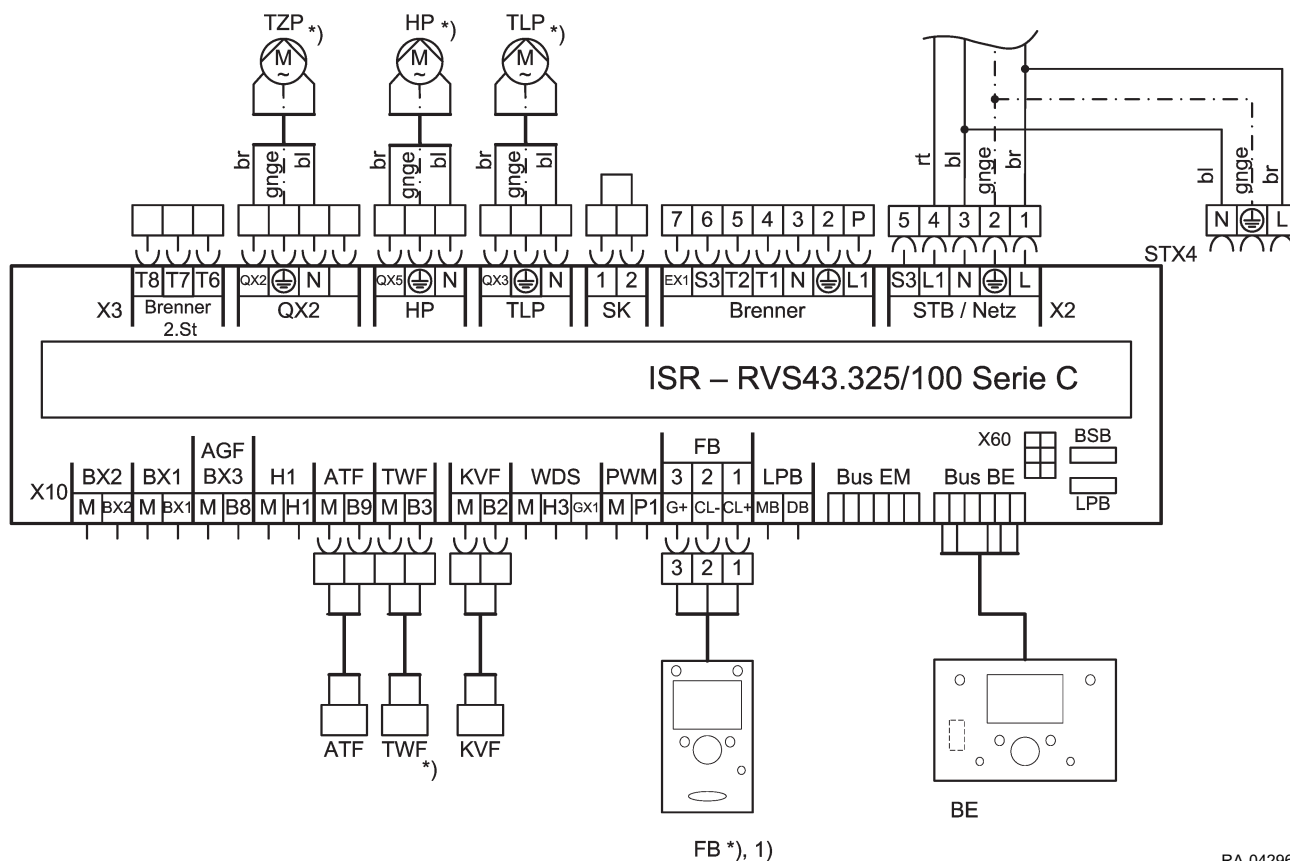 TZP *) HP *) TLP *)
M ~ M ~ M ~
br gnge bl br gnge bl br gnge bl rt bl gnge br bl gnge br
7 6 5 4 3 2 P 5 4 3 2 1 N L
STX4
T8 T7 T6 QX2 N QX5 N QX3 N 1 2 EX1 S3 T2 T1 N L1 S3 L1 N L
X3 Brenner 2.St QX2 HP TLP SK Brenner STB / Netz X2
ISR – RVS43.325/100 Serie C
X60 BSB
LPB
AGF FB
X10 BX2 BX1 BX3 H1 ATF TWF KVF WDS PWM 3 2 1 LPB Bus EM Bus BE
M BX2 M BX1 M B8 M H1 M B9 M B3 M B2 M H3 GX1 M P1 G+ CL- CL+ MB DB
3 2 1
ATF TWF *) KVF
BE
FB *), 1)